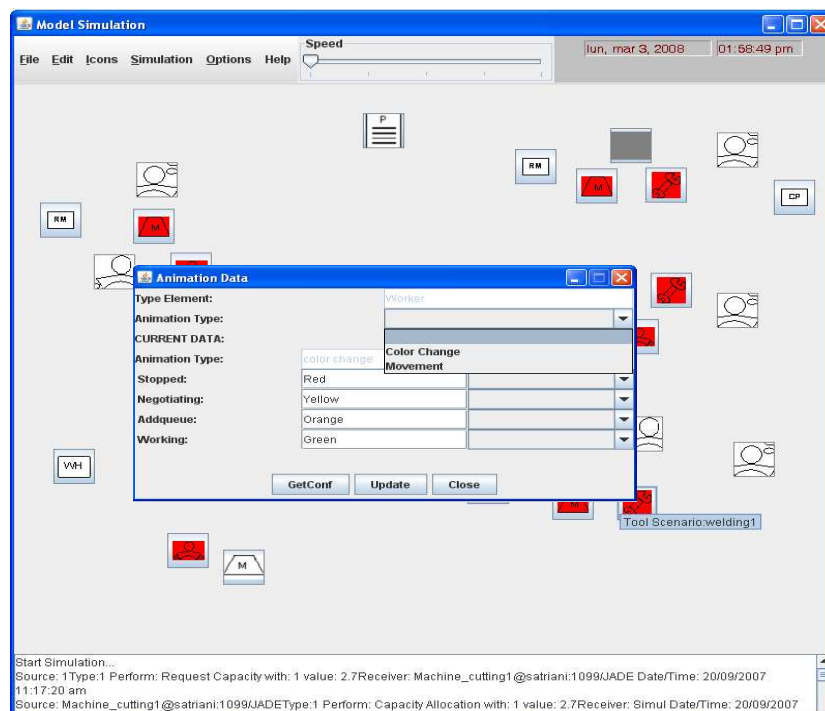 Model Simulation
File Edit Icons Simulation Options Help
Speed
lun, mar 3, 2008 01:58:49 pm
P
RM
M
CP
RM
M
Animation Data
Type Element: Worker
Animation Type:
CURRENT DATA:
Color Change
Animation Type: color change
Movement
Stopped: Red
Negotiating: Yellow
Addqueue: Orange
Working: Green
WH
GetConf Update Close
M
Tool Scenario:welding1
M
Start Simulation...
Source: 1Type:1 Perform: Request Capacity with: 1 value: 2.7Receiver: Machine_cutting1@satriani:1099/JADE Date/Time: 20/09/2007
11:17:20 am
Source: Machine_cutting1@satriani:1099/JADEType:1 Perform: Capacity Allocation with: 1 value: 2.7Receiver: Simul Date/Time: 20/09/2007